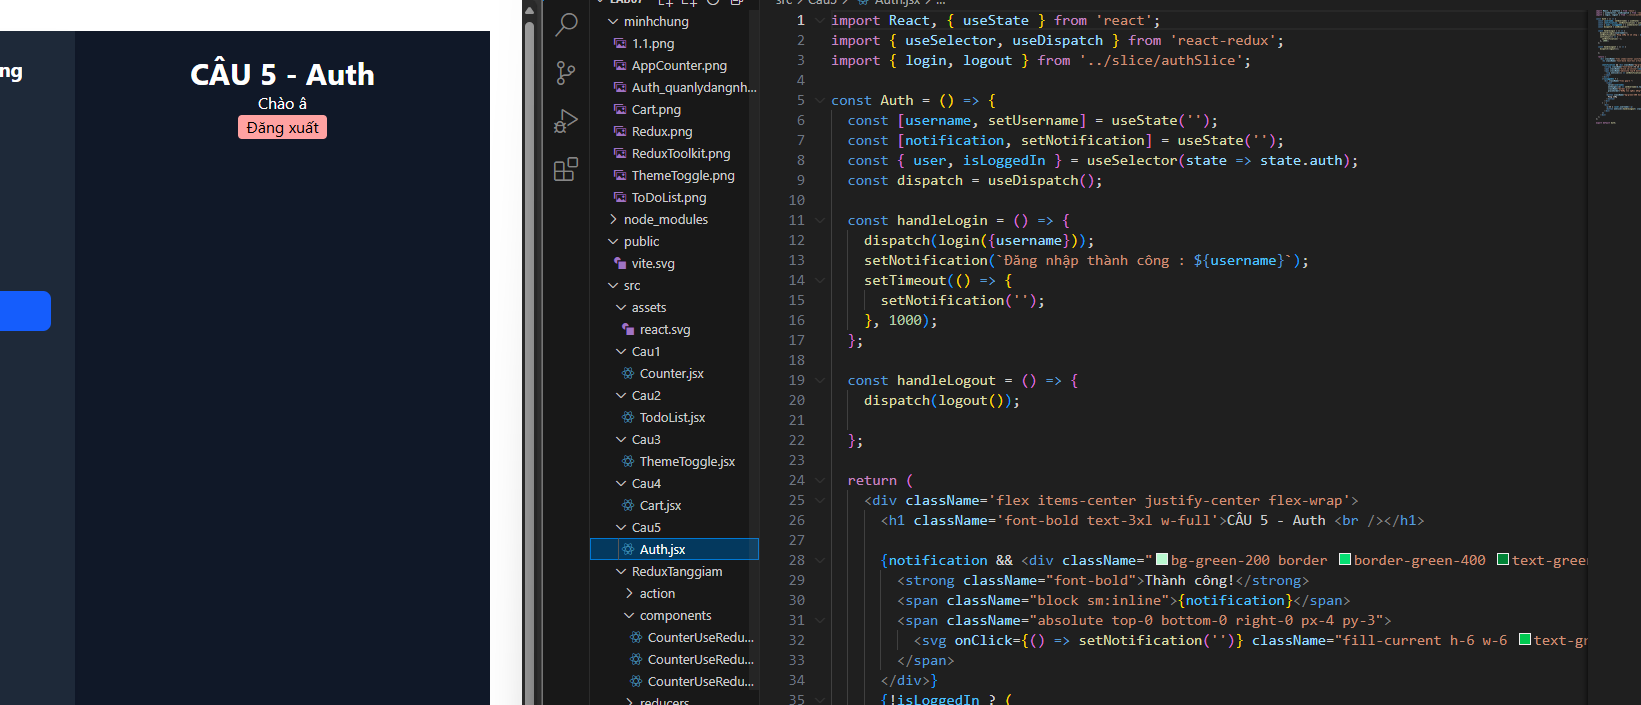 ng
CÂU 5 - Auth
Chào â
Đăng xuất
minhchung
1.1.png
AppCounter.png
Auth_quanlydangnh...
Cart.png
Redux.png
ReduxToolkit.png
ThemeToggle.png
ToDoList.png
node_modules
public
vite.svg
src
assets
react.svg
Cau1
Counter.jsx
Cau2
TodoList.jsx
Cau3
ThemeToggle.jsx
Cau4
Cart.jsx
Cau5
Auth.jsx
ReduxTanggiam
action
components
CounterUseRedu...
CounterUseRedu...
CounterUseRedu...
reducers
src > Cau5 > Auth.jsx > ...
1 import React, { useState } from 'react';
2 import { useSelector, useDispatch } from 'react-redux';
3 import { login, logout } from '../slice/authSlice';
4
5 const Auth = () => {
6 const [username, setUsername] = useState('');
7 const [notification, setNotification] = useState('');
8 const { user, isLoggedIn } = useSelector(state => state.auth);
9 const dispatch = useDispatch();
10
11 const handleLogin = () => {
12 dispatch(login({username}));
13 setNotification(`Đăng nhập thành công : ${username}`);
14 setTimeout(() => {
15 setNotification('');
16 }, 1000);
17 };
18
19 const handleLogout = () => {
20 dispatch(logout());
21
22 };
23
24 return (
25 <div className='flex items-center justify-center flex-wrap'>
26 <h1 className='font-bold text-3xl w-full'>CÂU 5 - Auth <br /></h1>
27
28 {notification && <div className="bg-green-200 border border-green-400 text-green
29 <strong className="font-bold">Thành công!</strong>
30 <span className="block sm:inline">{notification}</span>
31 <span className="absolute top-0 bottom-0 right-0 px-4 py-3">
32 <svg onClick={() => setNotification('')} className="fill-current h-6 w-6 text-gr
33 </span>
34 </div>}
35 {!isLoggedIn ? (